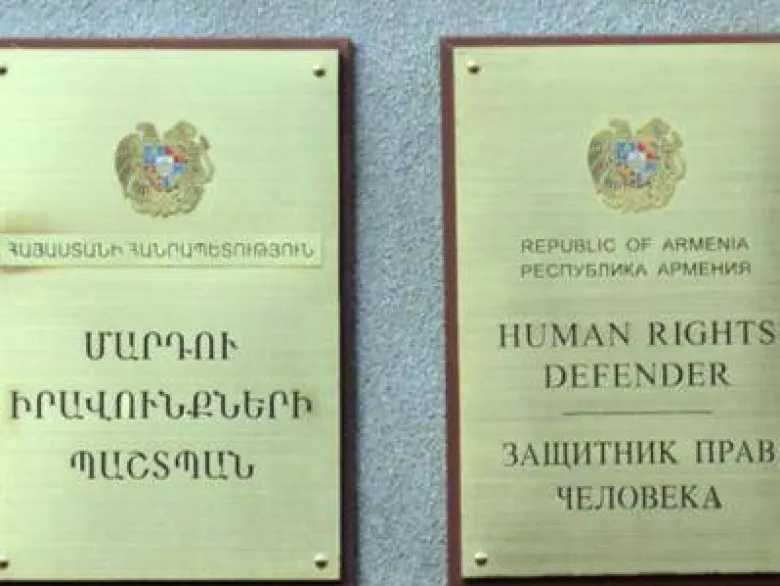 ՀԱՅԱՍՏԱՆԻ ՀԱՆՐԱՊԵՏՈՒԹՅՈՒՆ
ՄԱՐԴՈՒ
ԻՐԱՎՈՒՆՔՆԵՐԻ
ՊԱՇՏՊԱՆ
REPUBLIC OF ARMENIA
РЕСПУБЛИКА АРМЕНИЯ
HUMAN RIGHTS
DEFENDER
ЗАЩИТНИК ПРАВ
ЧЕЛОВЕКА